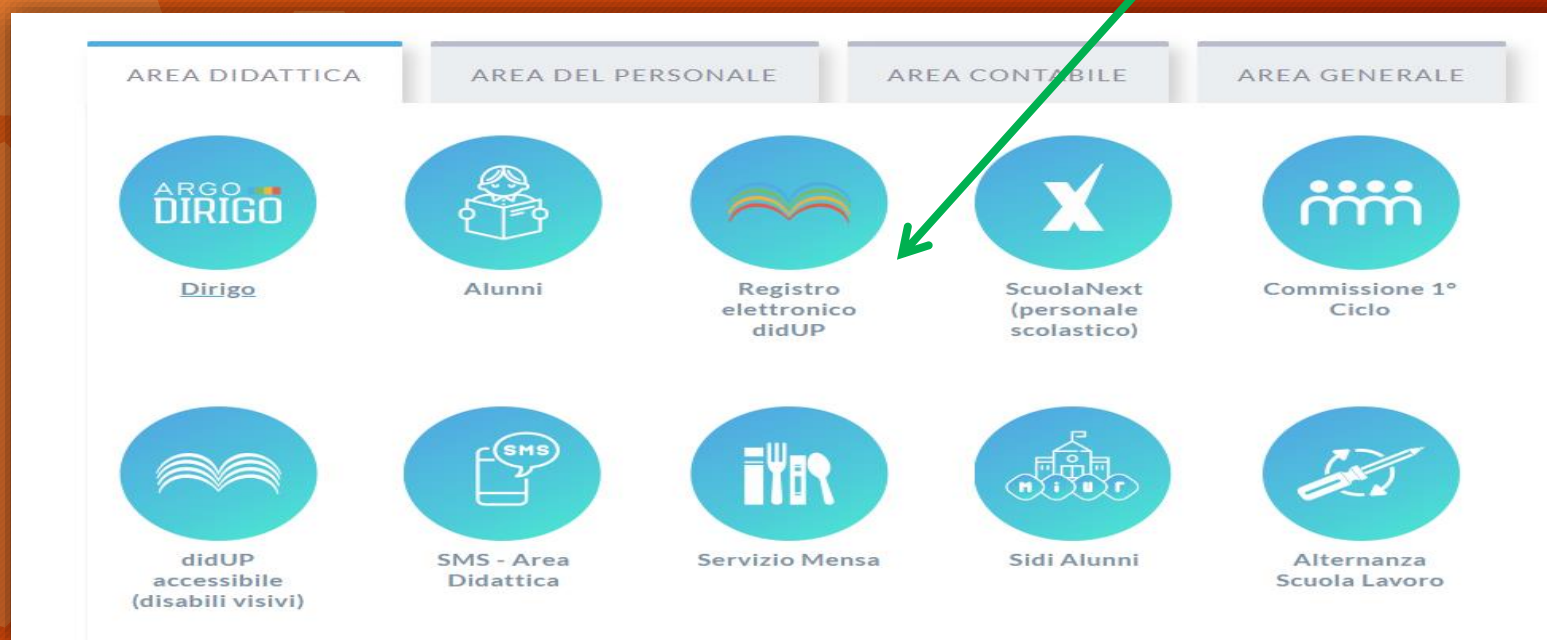 AREA DIDATTICA
AREA DEL PERSONALE
AREA CONTABILE
AREA GENERALE
ARGO
DIRIGO
Dirigo
Alunni
Registro
elettronico
didUP
X
ScuolaNext
(personale
scolastico)
Commissione 1°
Ciclo
didUP
accessibile
(disabili visivi)
SMS
SMS - Area
Didattica
Servizio Mensa
miur
Sidi Alunni
Alternanza
Scuola Lavoro